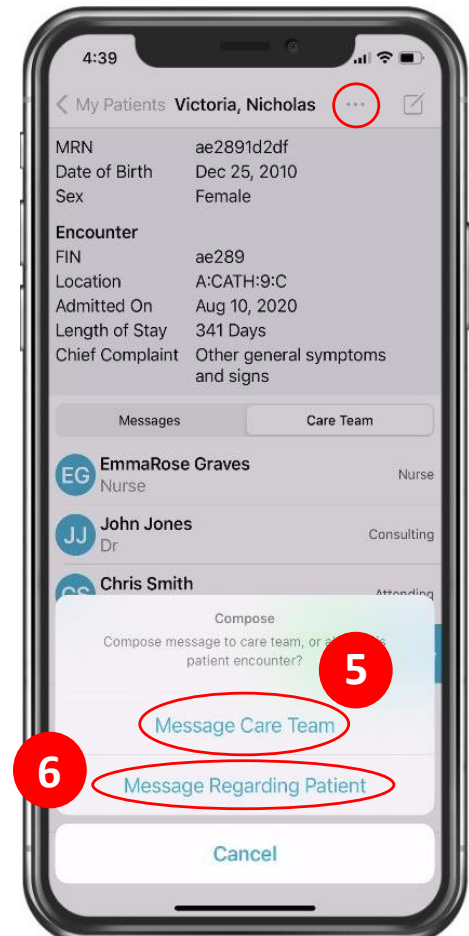 4:39
My Patients Victoria, Nicholas ...
MRN ae2891d2df
Date of Birth Dec 25, 2010
Sex Female
Encounter
FIN ae289
Location A:CATH:9:C
Admitted On Aug 10, 2020
Length of Stay 341 Days
Chief Complaint Other general symptoms
and signs
Messages Care Team
EG EmmaRose Graves Nurse
Nurse
JJ John Jones Consulting
Dr
Chris Smith Attending
Compose
Compose message to care team, or
patient encounter?
5
Message Care Team
6
Message Regarding Patient
Cancel